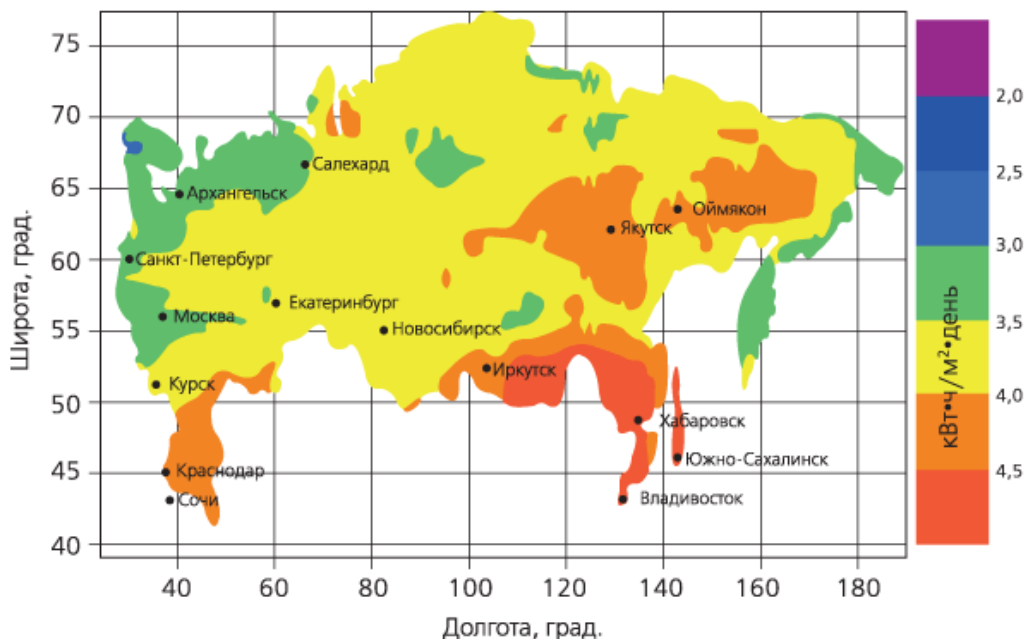 75
70
65
60
55
50
45
40
Широта, град.
Салехард
Архангельск
Оймякон
Якутск
Санкт-Петербург
Екатеринбург
Москва
Новосибирск
Иркутск
Курск
Хабаровск
Южно-Сахалинск
Краснодар
Сочи
Владивосток
40 60 80 100 120 140 160 180
Долгота, град.
2,0
2,5
3,0
3,5
4,0
4,5
кВт•ч/м²•день